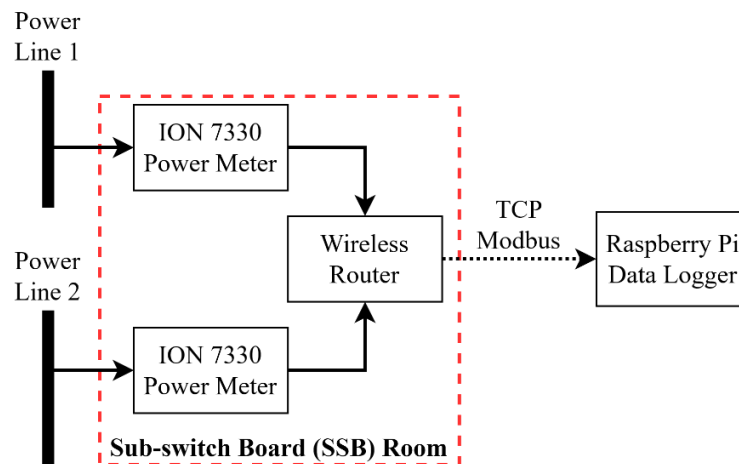 Power
Line 1
ION 7330
Power Meter
TCP
Modbus
Wireless
Router
Raspberry Pi
Data Logger
Power
Line 2
ION 7330
Power Meter
Sub-switch Board (SSB) Room